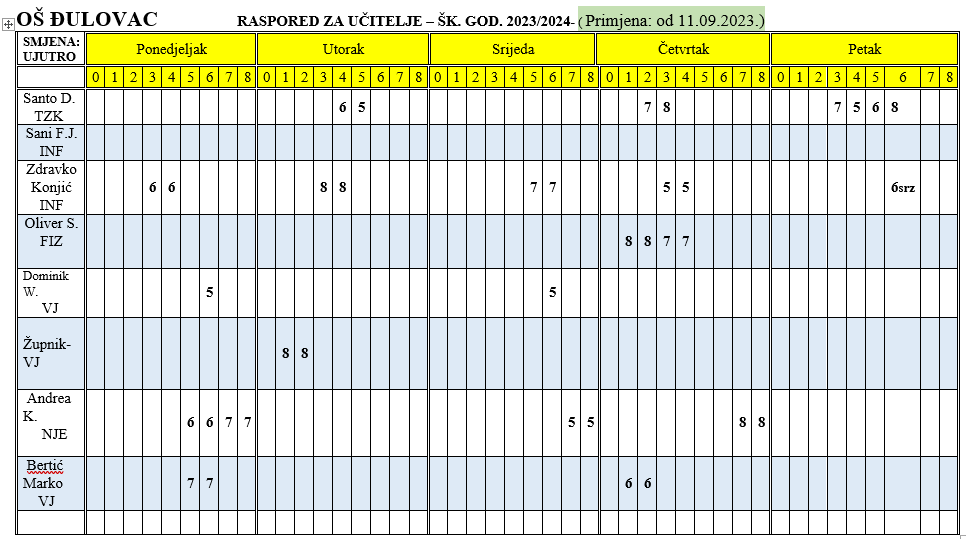 OŠ ĐULOVAC RASPORED ZA UČITELJE – ŠK. GOD. 2023/2024- ( Primjena: od 11.09.2023.)
SMJENA: UJUTRO Ponedjeljak Utorak Srijeda Četvrtak Petak
0 1 2 3 4 5 6 7 8 0 1 2 3 4 5 6 7 8 0 1 2 3 4 5 6 7 8 0 1 2 3 4 5 6 7 8 0 1 2 3 4 5 6 7 8
Santo D.
TZK 6 5 7 8 7 5 6 8
Sani F.J.
INF
Zdravko
Konjić 6 6 8 8 7 7 5 5 6srz
INF
Oliver S.
FIZ 8 8 7 7
Dominik
W. 5 5
VJ
Župnik- 8 8
VJ
Andrea
K. 6 6 7 7 5 5 8 8
NJE
Bertić
Marko 7 7 6 6
VJ